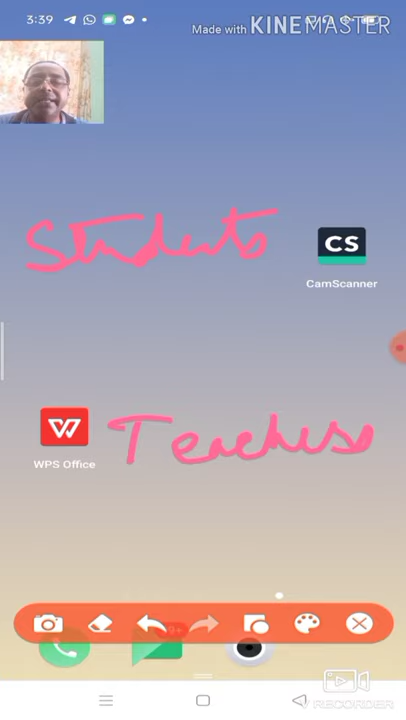 3:39
Made with KINEMASTER
Students
CS
CamScanner
Teachers
WPS Office
RECORDER